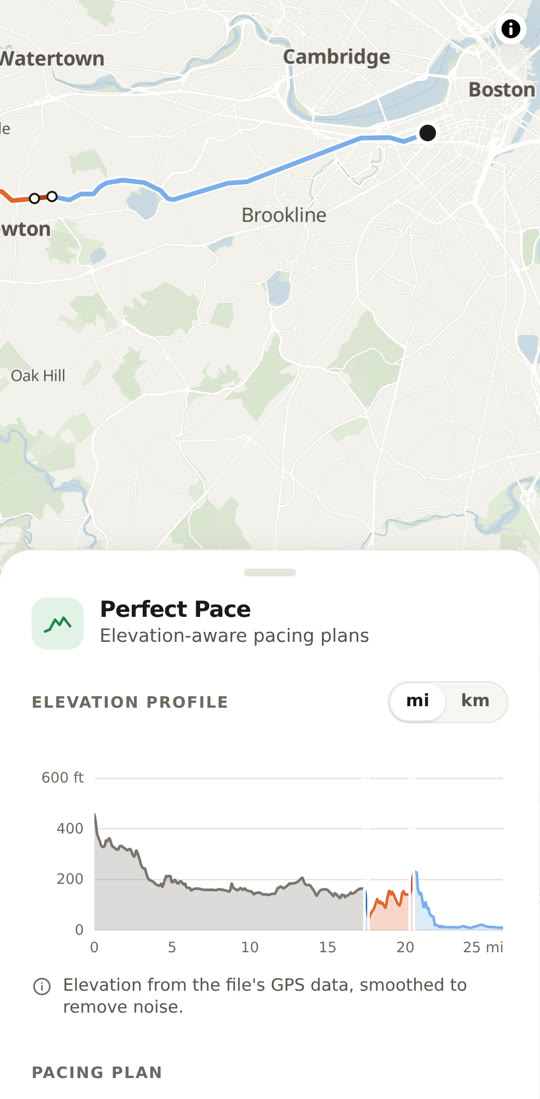 Watertown
Cambridge
Boston
le
wton
Brookline
Oak Hill
Perfect Pace
Elevation-aware pacing plans
ELEVATION PROFILE
mi km
600 ft
400
200
0
0 5 10 15 20 25 mi
Elevation from the file's GPS data, smoothed to
remove noise.
PACING PLAN